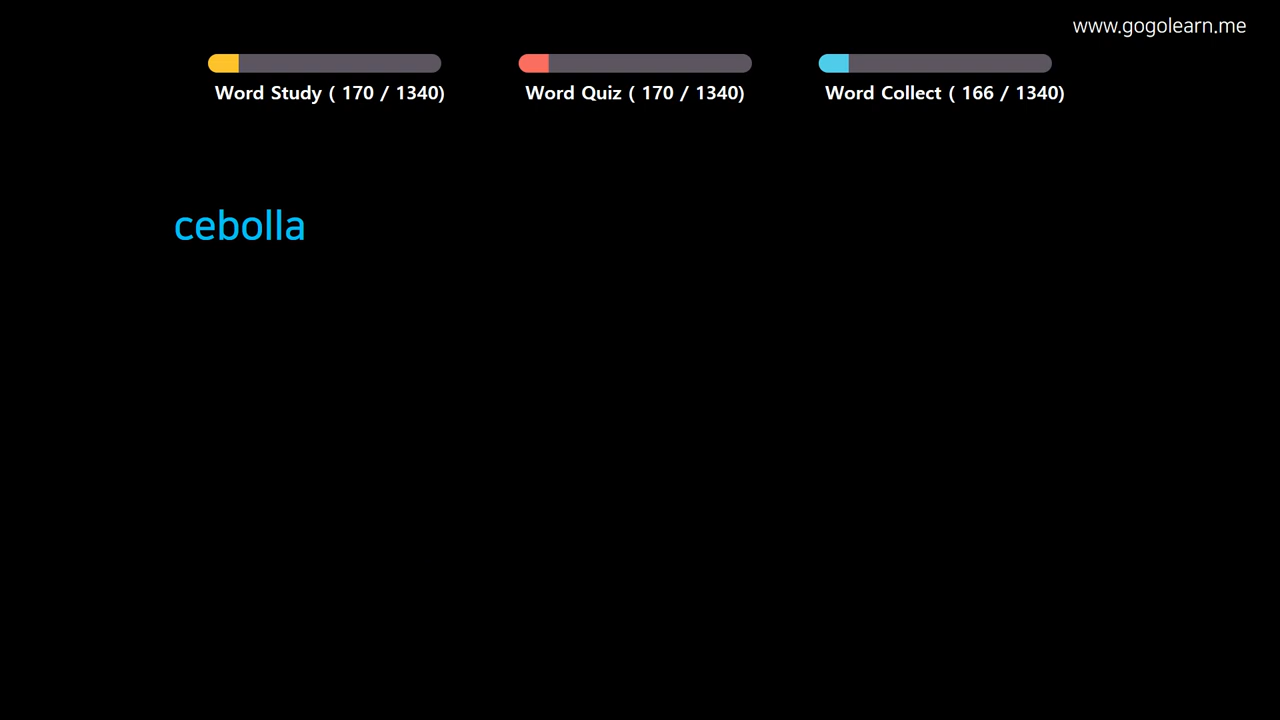 www.gogolearn.me
Word Study ( 170 / 1340)
Word Quiz ( 170 / 1340)
Word Collect ( 166 / 1340)
cebolla